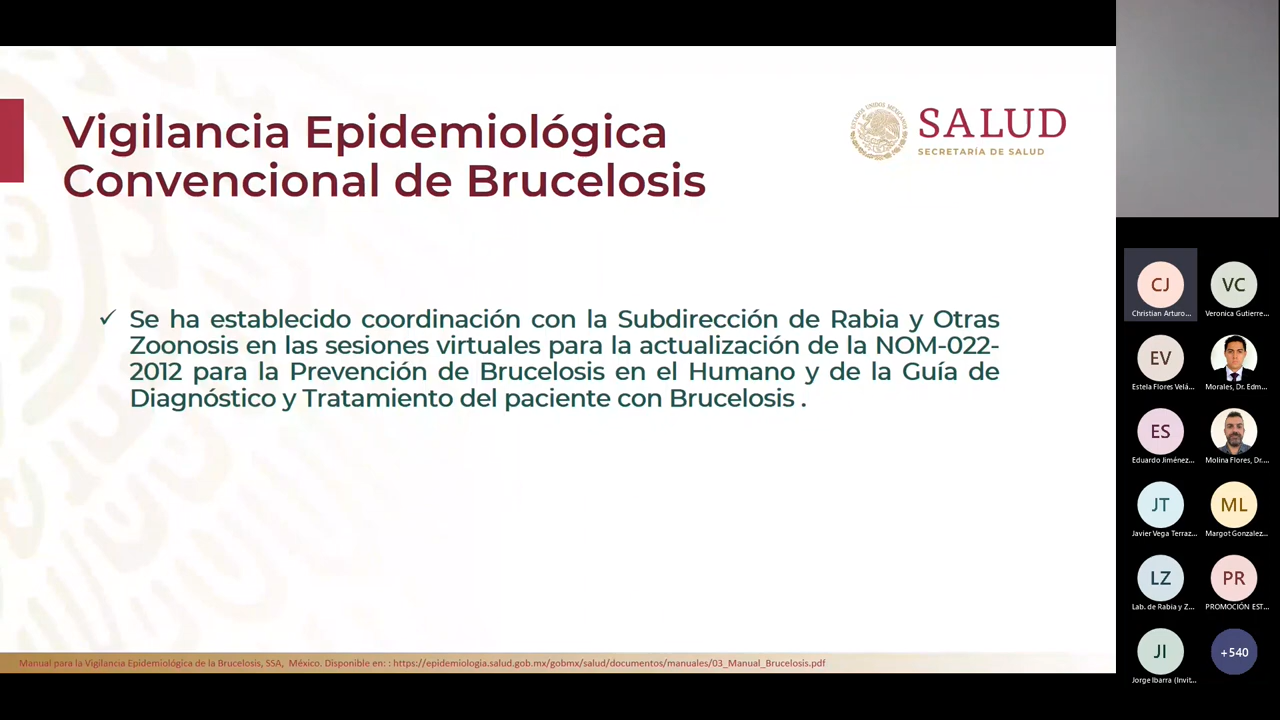 Vigilancia Epidemiológica
Convencional de Brucelosis
SALUD
SECRETARÍA DE SALUD
✓ Se ha establecido coordinación con la Subdirección de Rabia y Otras
Zoonosis en las sesiones virtuales para la actualización de la NOM-022-
2012 para la Prevención de Brucelosis en el Humano y de la Guía de
Diagnóstico y Tratamiento del paciente con Brucelosis .
Manual para la Vigilancia Epidemiológica de la Brucelosis, SSA, México. Disponible en: : https://epidemiologia.salud.gob.mx/gobmx/salud/documentos/manuales/03_Manual_Brucelosis.pdf
CJ
Christian Arturo...
VC
Veronica Gutierre...
EV
Estela Flores Velá...
Morales, Dr. Edm...
ES
Eduardo Jiménez...
Molina Flores, Dr....
JT
Javier Vega Terraz...
ML
Margot Gonzalez...
LZ
Lab. de Rabia y Z...
PR
PROMOCIÓN EST...
JI
Jorge Ibarra (Invit...
+540